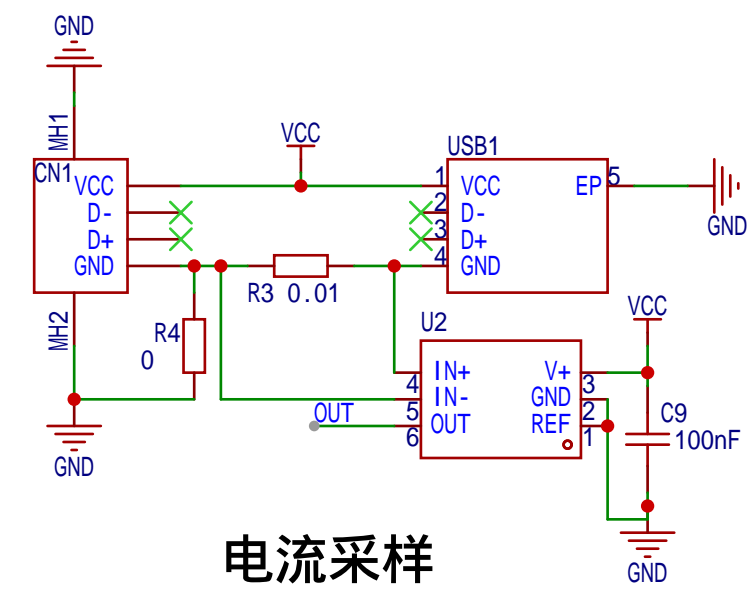 GND
MH1
CN1
VCC
D-
D+
GND
MH2
GND
VCC
R3 0.01
R4
0
USB1
1
2
3
4
VCC
D-
D+
GND
EP
5
GND
U2
IN+
IN-
OUT
4
5
6
OUT
V+
GND
REF
3
2
1
VCC
C9
100nF
GND
电流采样